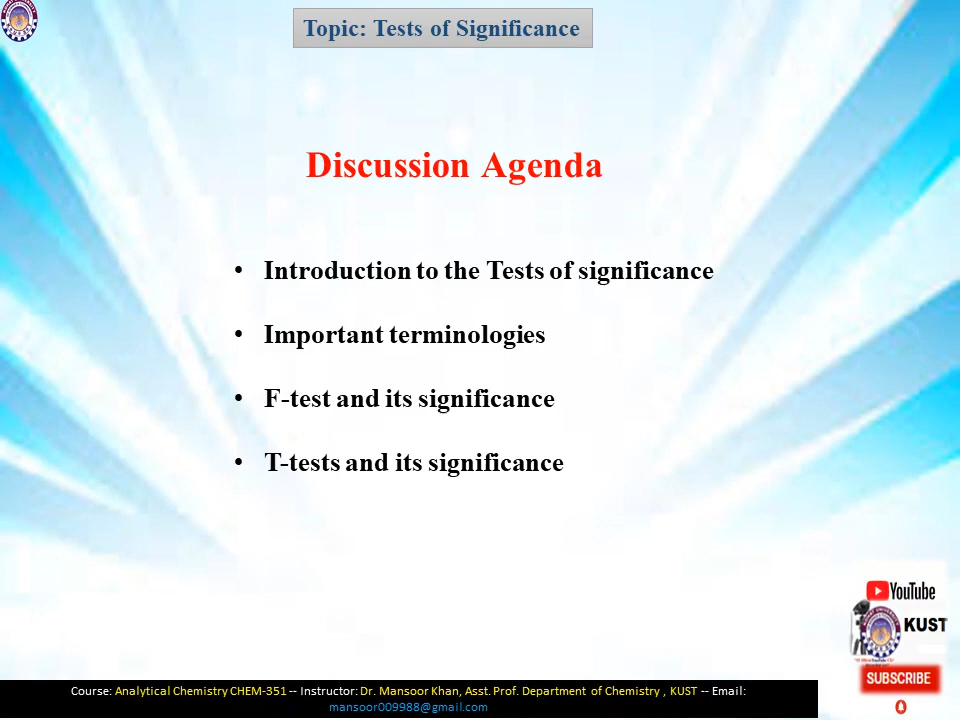 Topic: Tests of Significance
Discussion Agenda
• Introduction to the Tests of significance
• Important terminologies
• F-test and its significance
• T-tests and its significance
YouTube
KUST
SUBSCRIBE
Course: Analytical Chemistry CHEM-351 -- Instructor: Dr. Mansoor Khan, Asst. Prof. Department of Chemistry , KUST -- Email:
mansoor009988@gmail.com